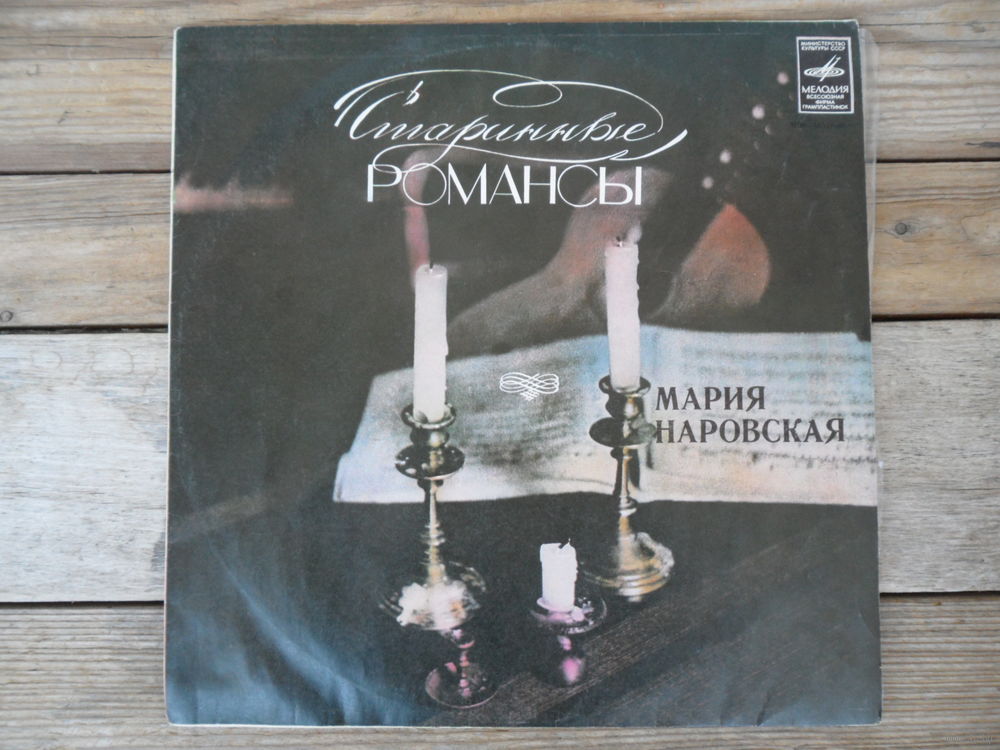 Старинные
РОМАНСЫ
МИНИСТЕРСТВО
КУЛЬТУРЫ СССР
МЕЛОДИЯ
ВСЕСОЮЗНАЯ
ФИРМА
ГРАМПЛАСТИНОК
МАРИЯ
НАРОВСКАЯ